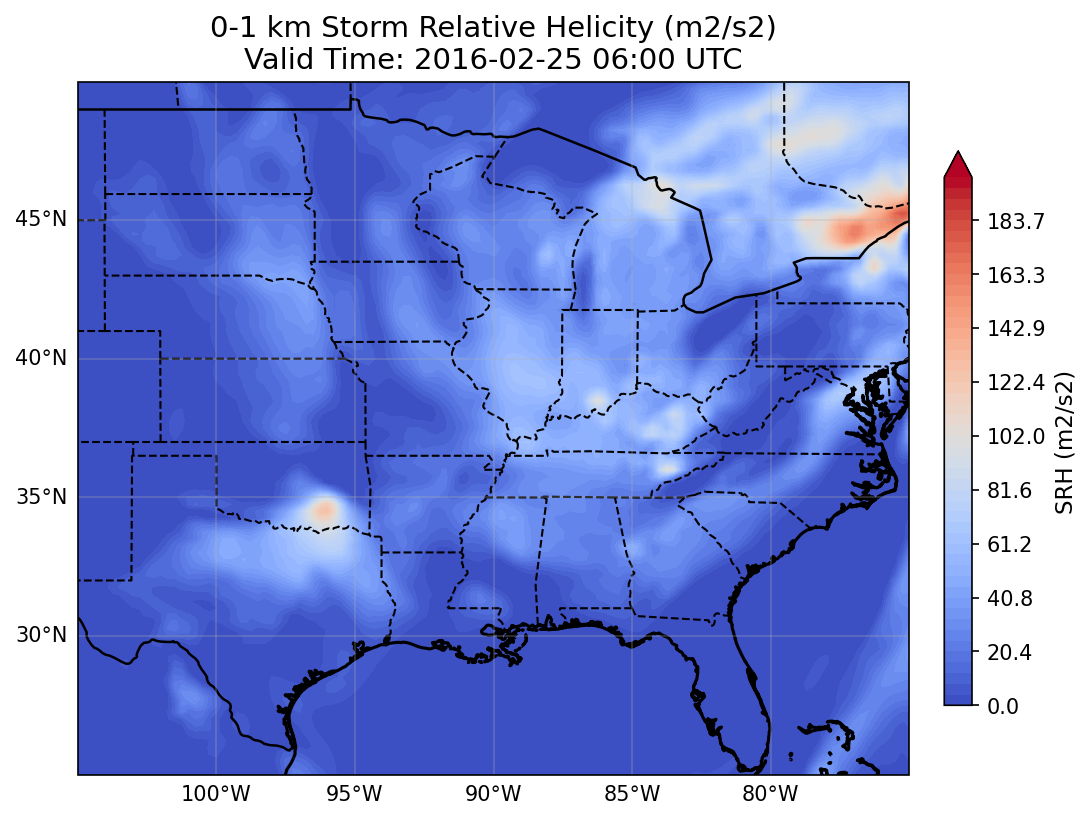 0-1 km Storm Relative Helicity (m2/s2)
Valid Time: 2016-02-25 06:00 UTC
45°N
40°N
35°N
30°N
100°W
95°W
90°W
85°W
80°W
183.7
163.3
142.9
122.4
102.0
81.6
61.2
40.8
20.4
0.0
SRH (m2/s2)